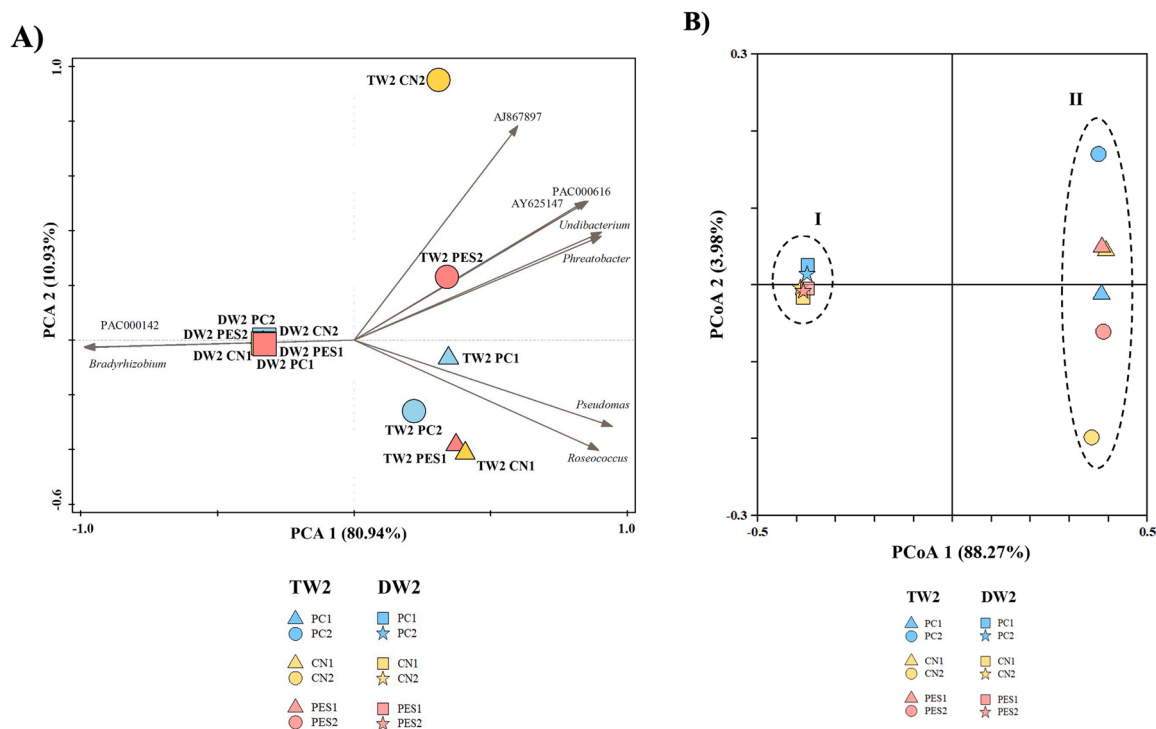 A)
1.0
PCA 2 (10.93%)
-0.6
-1.0
PCA 1 (80.94%)
1.0
TW2 CN2
AJ867897
PAC000616
AY625147
Undibacterium
Phreatobacter
TW2 PES2
PAC000142
Bradyrhizobium
DW2 PC2
DW2 PES2
DW2 CN2
DW2 CN1
DW2 PES1
DW2 PC1
TW2 PC1
TW2 PC2
TW2 PES1
TW2 CN1
Pseudomas
Roseococcus
TW2 DW2
PC1 PC1
PC2 PC2
CN1 CN1
CN2 CN2
PES1 PES1
PES2 PES2
B)
0.3
PCoA 2 (3.98%)
-0.3
-0.5
PCoA 1 (88.27%)
0.5
I
II
TW2 DW2
PC1 PC1
PC2 PC2
CN1 CN1
CN2 CN2
PES1 PES1
PES2 PES2